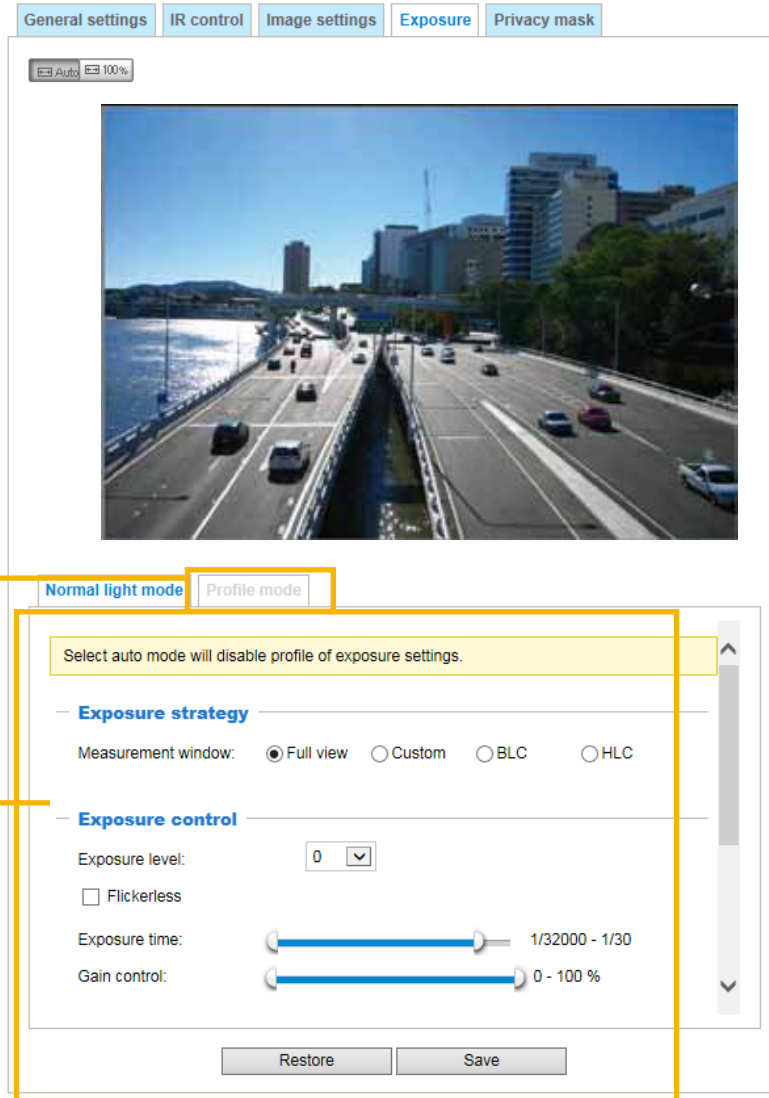 General settings IR control Image settings Exposure Privacy mask
Auto 100%
Normal light mode Profile mode
Select auto mode will disable profile of exposure settings.
Exposure strategy
Measurement window: Full view Custom BLC HLC
Exposure control
Exposure level: 0
Flickerless
Exposure time: 1/32000 - 1/30
Gain control: 0 - 100 %
Restore Save